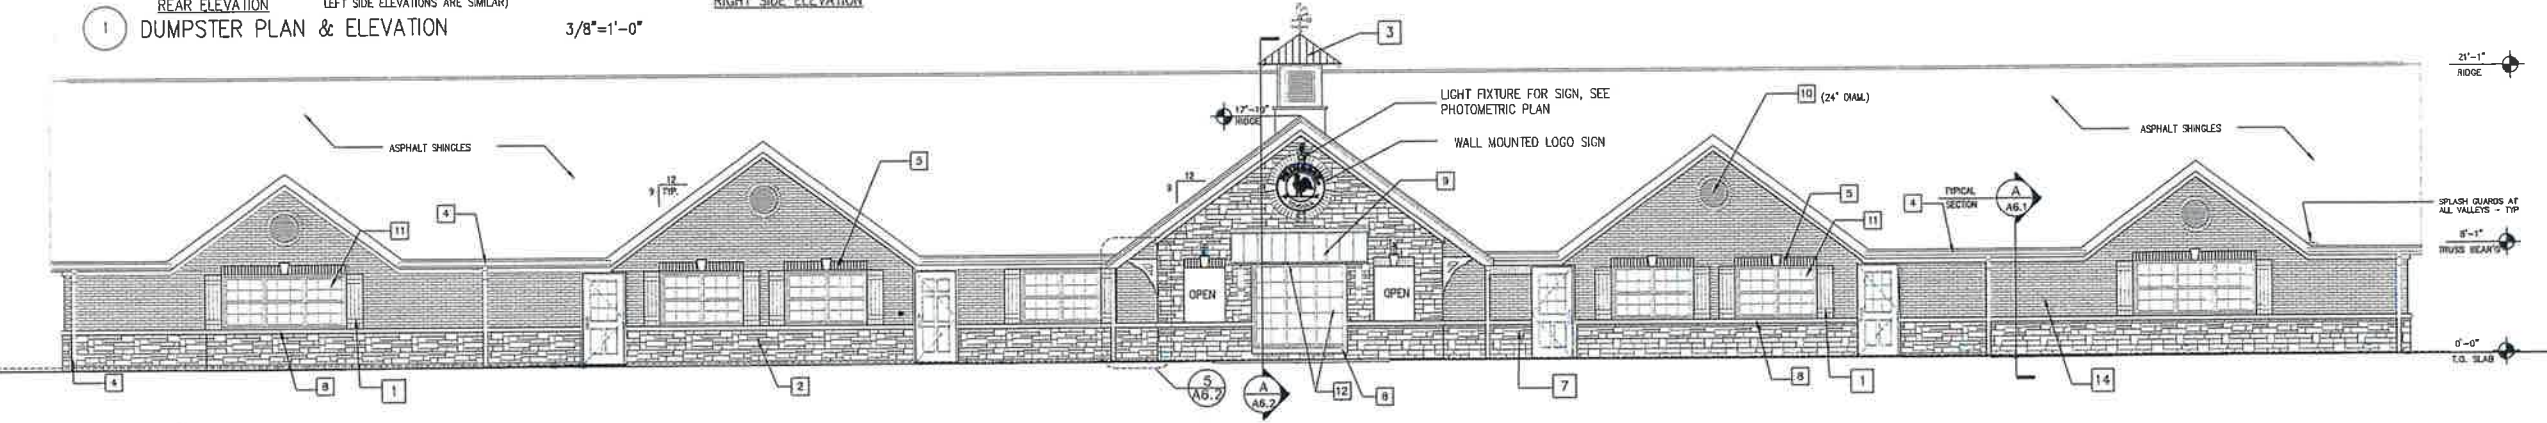 REAR ELEVATION
LEFT SIDE ELEVATIONS ARE SIMILAR)
RIGHT SIDE ELEVATION
1
DUMPSTER PLAN & ELEVATION
3/8"=1'-0"
3
21'-1"
RIDGE
LIGHT FIXTURE FOR SIGN, SEE
PHOTOMETRIC PLAN
10 (24" DIAM.)
17'-10"
RIDGE
ASPHALT SHINGLES
WALL MOUNTED LOGO SIGN
ASPHALT SHINGLES
5
12
9 TYP.
12
9
9
5
TYPICAL
SECTION
A
A6.1
4
4
11
11
SPLASH GUARDS AT
ALL VALLEYS - TYP
8'-1"
TRUSS BEAR'G
5
OPEN
OPEN
0'-0"
T.O. SLAB
4
8
1
2
5
A6.2
A
A6.2
12
8
7
8
1
14